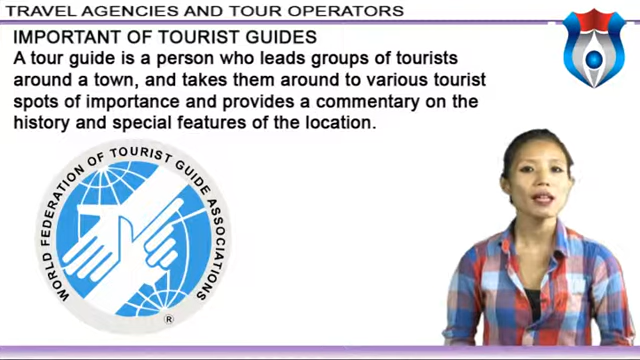 TRAVEL AGENCIES AND TOUR OPERATORS
IMPORTANT OF TOURIST GUIDES
A tour guide is a person who leads groups of tourists
around a town, and takes them around to various tourist
spots of importance and provides a commentary on the
history and special features of the location.
WORLD FEDERATION OF TOURIST GUIDE ASSOCIATIONS
®